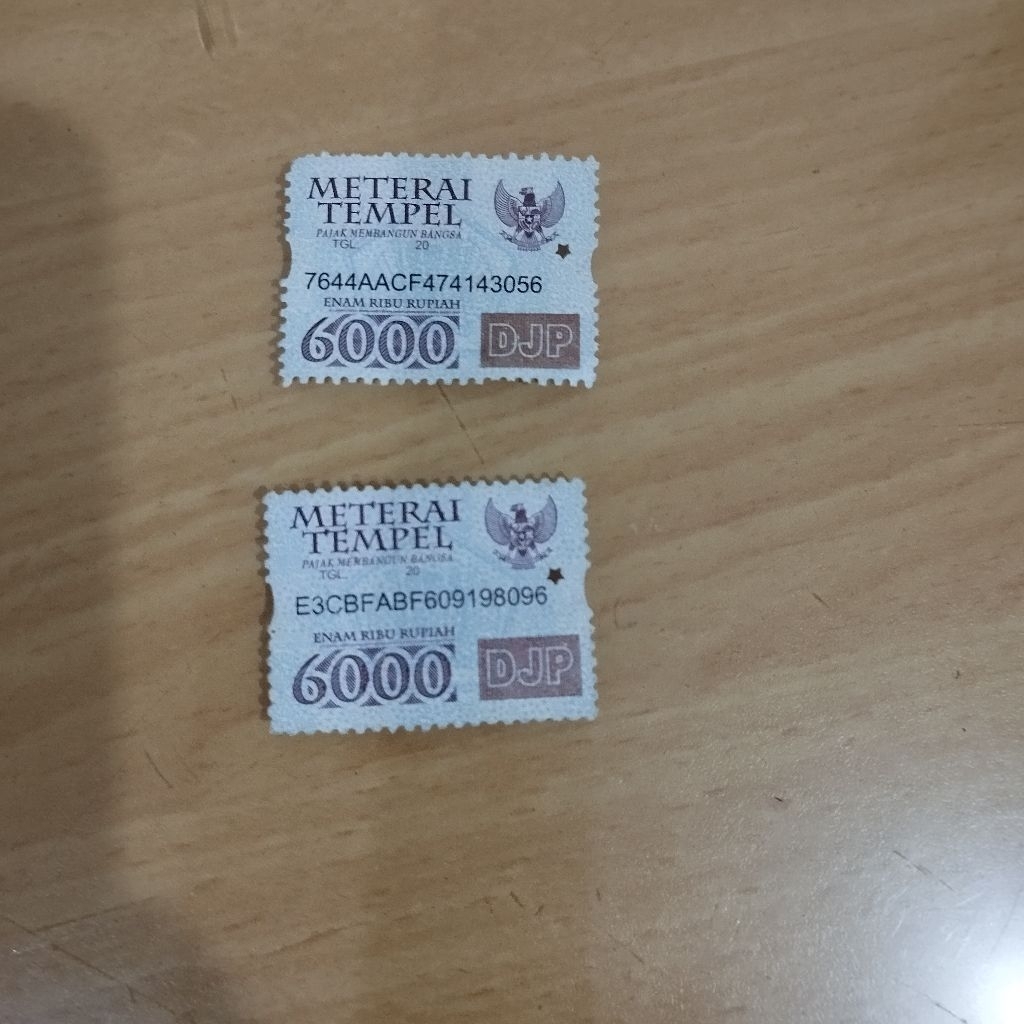 METERAI
TEMPEL
PAJAK MEMBANGUN BANGSA
TGL. 20
7644AACF474143056
ENAM RIBU RUPIAH
6000 DJP
METERAI
TEMPEL
PAJAK MEMBANGUN BANGSA
TGL. 20
E3CBFABF609198096
ENAM RIBU RUPIAH
6000 DJP